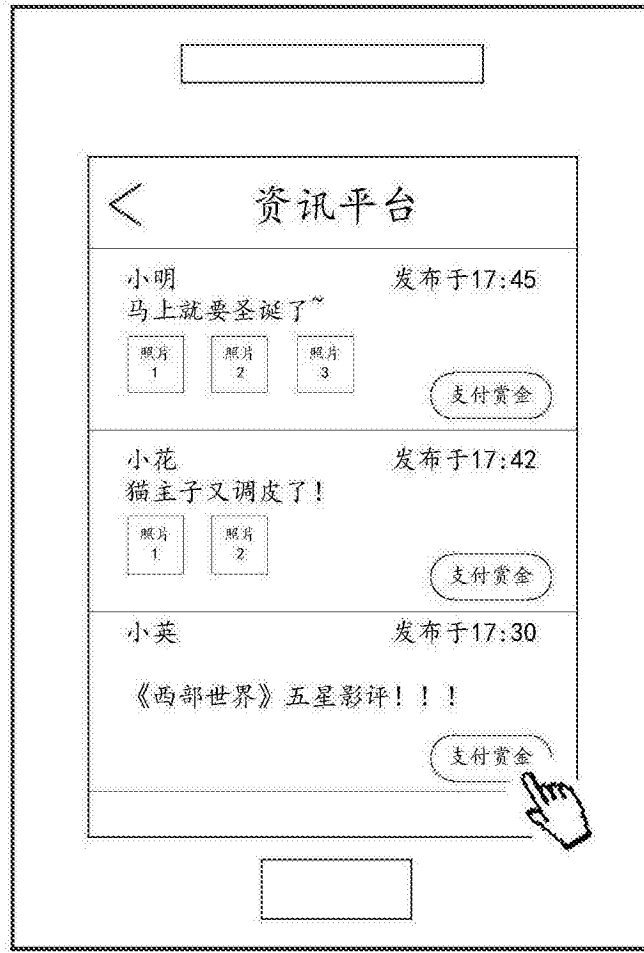 资讯平台
小明 发布于17:45
马上就要圣诞了~
照片 1 照片 2 照片 3
支付赏金
小花 发布于17:42
猫主子又调皮了!
照片 1 照片 2
支付赏金
小英 发布于17:30
《西部世界》五星影评!!!
支付赏金